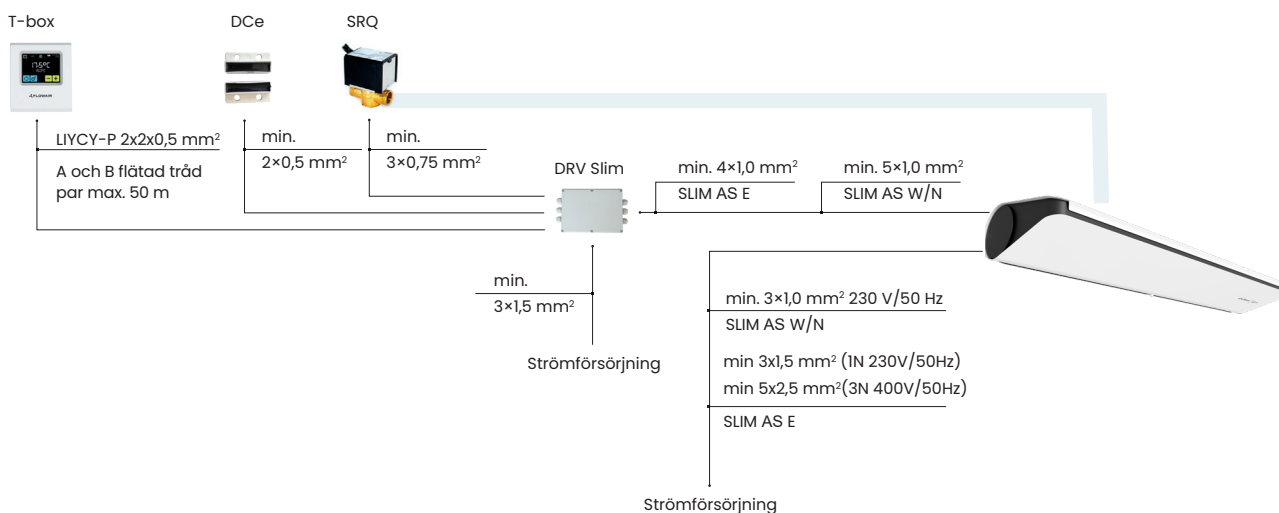 T-box
DCe
SRQ
17.5°C
FLOWAIR
LIYCY-P 2x2x0,5 mm²
A och B flätad tråd
par max. 50 m
min.
2×0,5 mm²
min.
3×0,75 mm²
DRV Slim
min. 4×1,0 mm²
SLIM AS E
min. 5×1,0 mm²
SLIM AS W/N
min.
3×1,5 mm²
Strömförsörjning
min. 3×1,0 mm² 230 V/50 Hz
SLIM AS W/N
min 3x1,5 mm² (1N 230V/50Hz)
min 5x2,5 mm²(3N 400V/50Hz)
SLIM AS E
Strömförsörjning